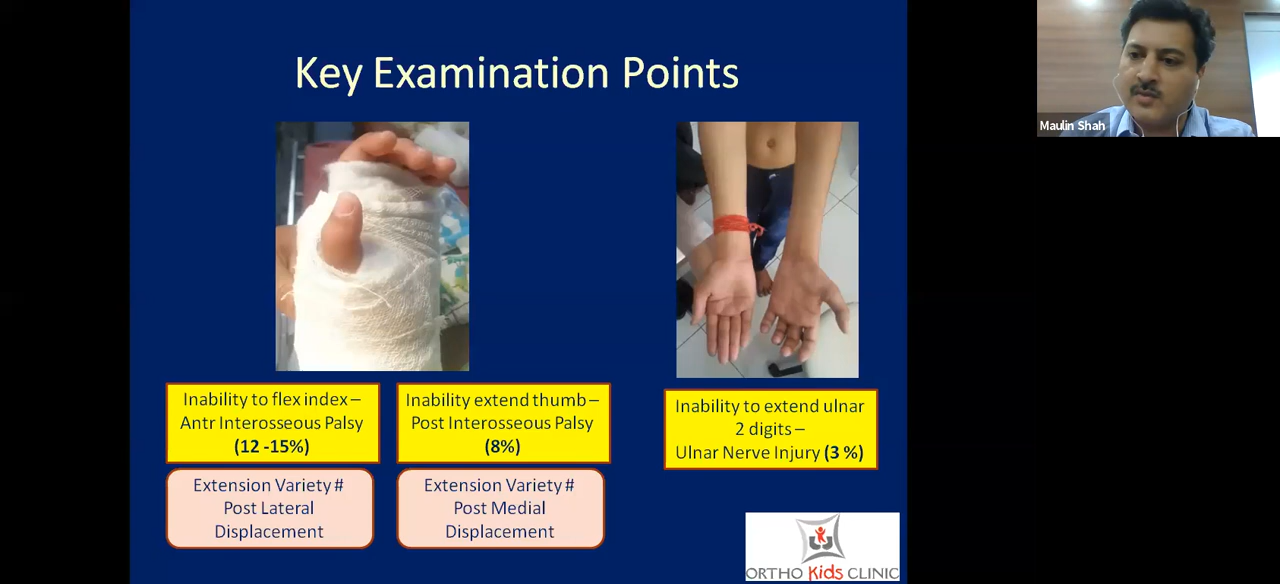 Key Examination Points
Maulin Shah
Inability to flex index –
Antr Interosseous Palsy
(12 -15%)
Inability extend thumb –
Post Interosseous Palsy
(8%)
Inability to extend ulnar
2 digits –
Ulnar Nerve Injury (3 %)
Extension Variety #
Post Lateral
Displacement
Extension Variety #
Post Medial
Displacement
ORTHO Kids CLINIC